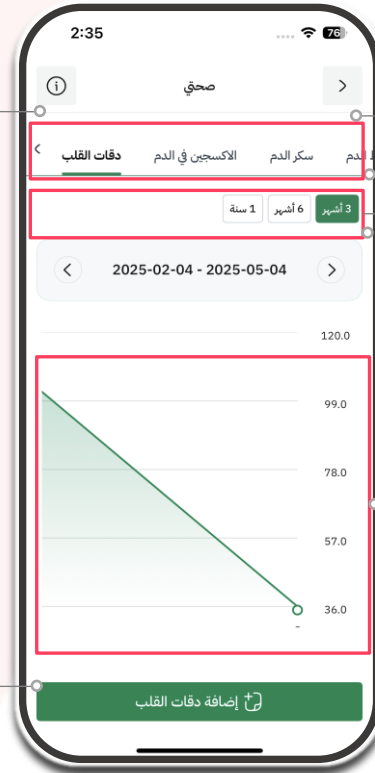 2:35
76
صحتي
دم سكر الدم الاكسجين في الدم دقات القلب
3 أشهر 6 أشهر 1 سنة
2025-02-04 - 2025-05-04
120.0
99.0
78.0
57.0
36.0
-
إضافة دقات القلب